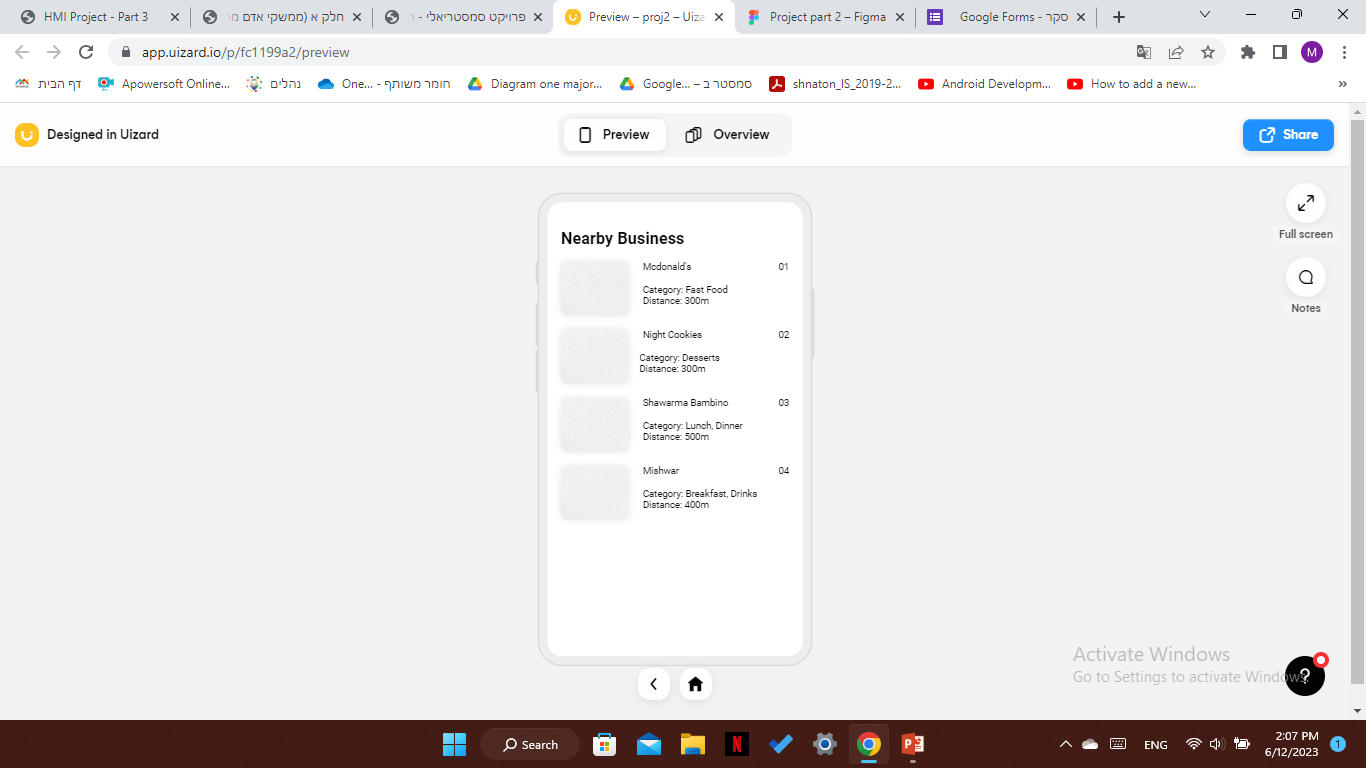 HMI Project - Part 3
חלק א (ממשקי אדם מו
פרויקט סמסטריאלי - ר
Preview – proj2 – Uiza
Project part 2 – Figma
Google Forms - סקר
app.uizard.io/p/fc1199a2/preview
M
דף הבית
Apowersoft Online...
נהלים
One... - חומר משותף
Diagram one major...
Google... – סמסטר ב
shnaton_IS_2019-2...
Android Developm...
How to add a new...
Designed in Uizard
Preview
Overview
Share
Full screen
Notes
Nearby Business
Mcdonald's 01
Category: Fast Food
Distance: 300m
Night Cookies 02
Category: Desserts
Distance: 300m
Shawarma Bambino 03
Category: Lunch, Dinner
Distance: 500m
Mishwar 04
Category: Breakfast, Drinks
Distance: 400m
Activate Windows
Go to Settings to activate Windows.
?
Search
N
P
ENG
2:07 PM
6/12/2023
1